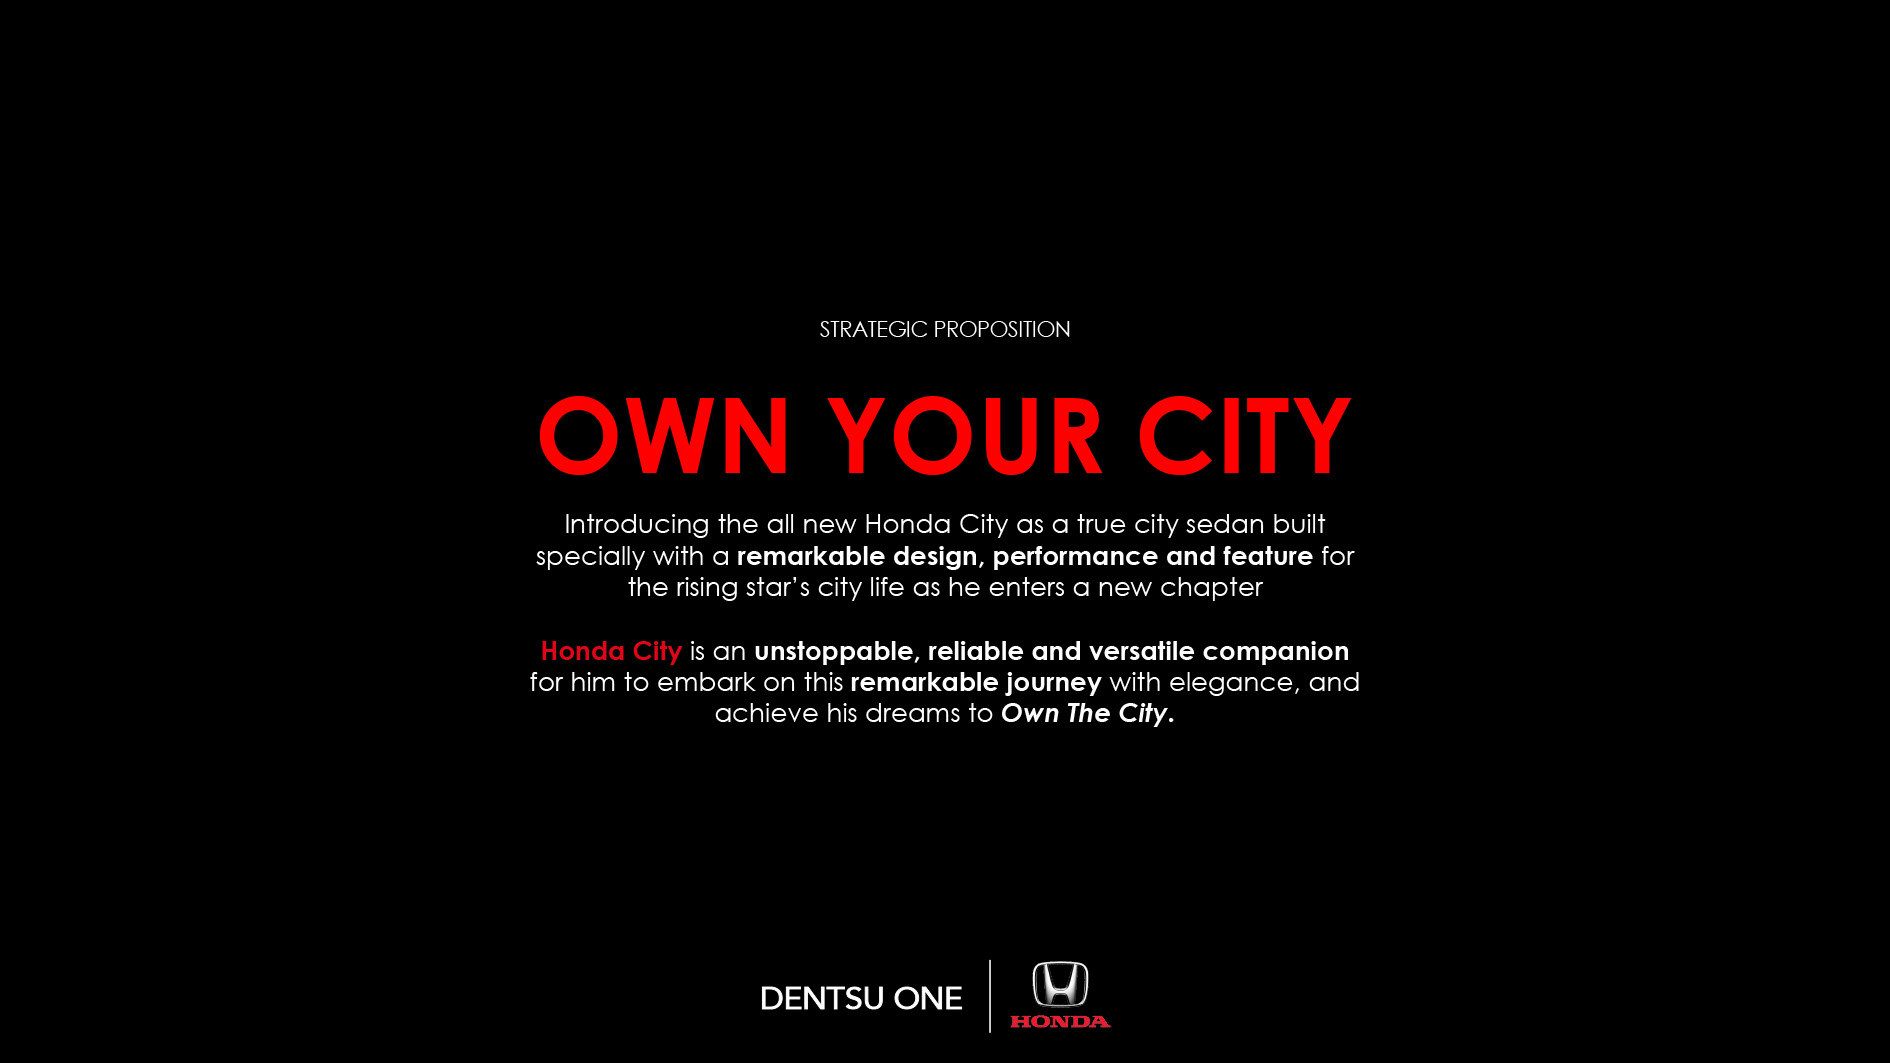 STRATEGIC PROPOSITION
OWN YOUR CITY
Introducing the all new Honda City as a true city sedan built
specially with a remarkable design, performance and feature for
the rising star’s city life as he enters a new chapter
Honda City is an unstoppable, reliable and versatile companion
for him to embark on this remarkable journey with elegance, and
achieve his dreams to Own The City.
DENTSU ONE
HONDA